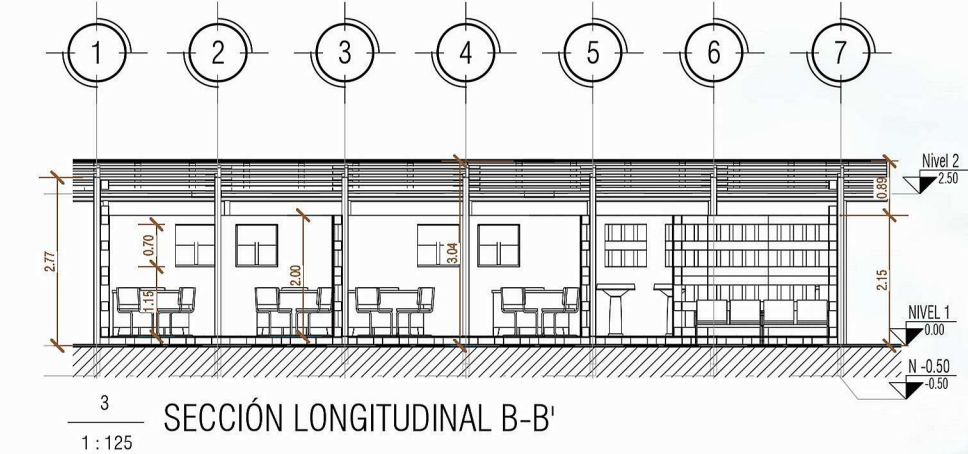 1 2 3 4 5 6 7
Nivel 2
2.50
0.89
2.77
0.70
1.15
2.00
3.04
2.15
NIVEL 1
0.00
N -0.50
-0.50
3
1 : 125
SECCIÓN LONGITUDINAL B-B'